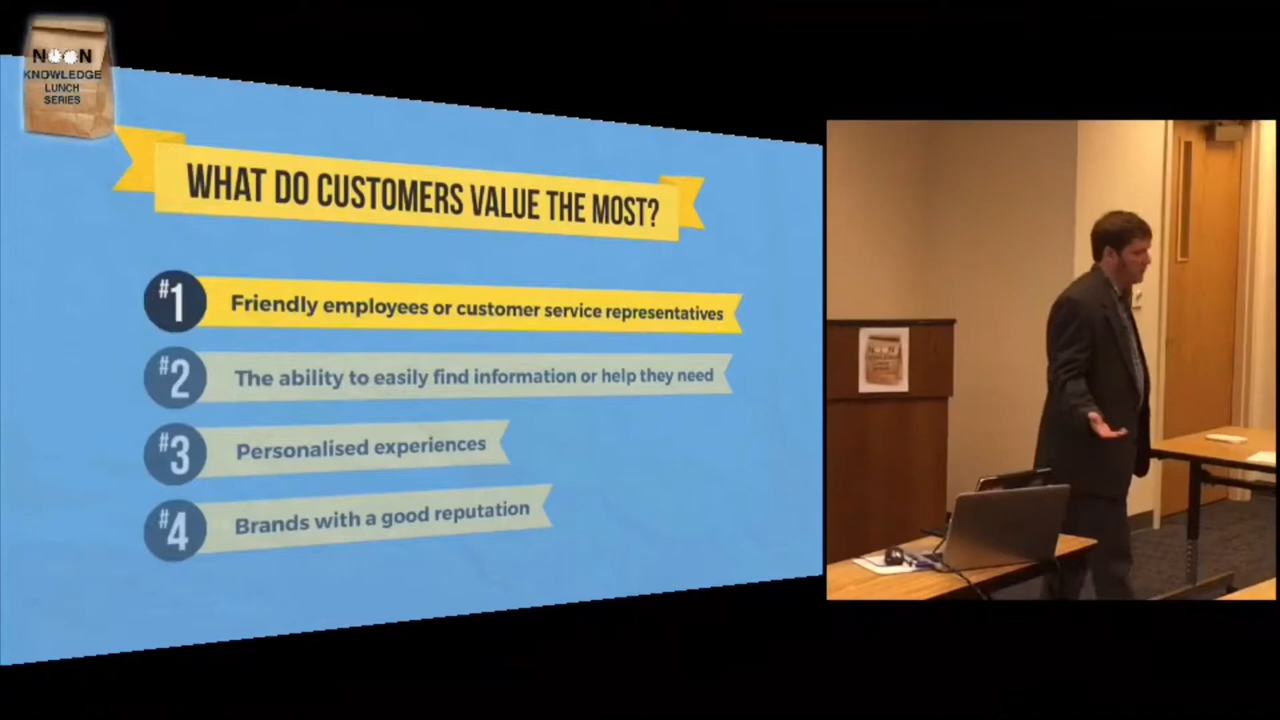 NOON
KNOWLEDGE
LUNCH
SERIES
WHAT DO CUSTOMERS VALUE THE MOST?
#1 Friendly employees or customer service representatives
#2 The ability to easily find information or help they need
#3 Personalised experiences
#4 Brands with a good reputation
NOON